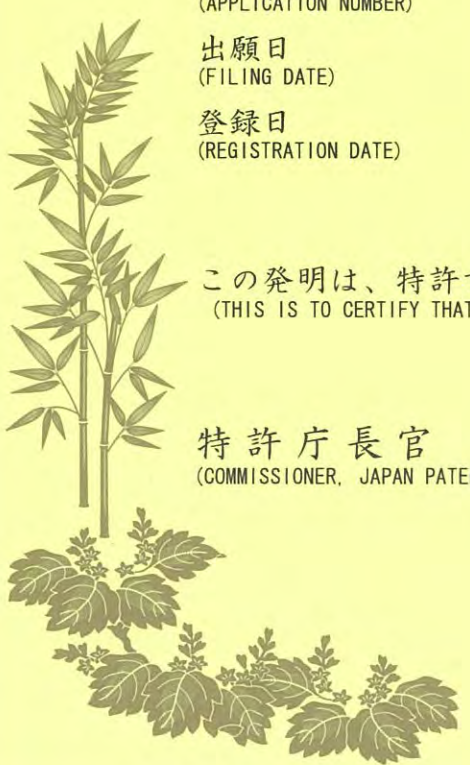 (APPLICATION NUMBER)
出願日
(FILING DATE)
登録日
(REGISTRATION DATE)
この発明は、特許
(THIS IS TO CERTIFY THAT
特許庁長官
(COMMISSIONER, JAPAN PATE